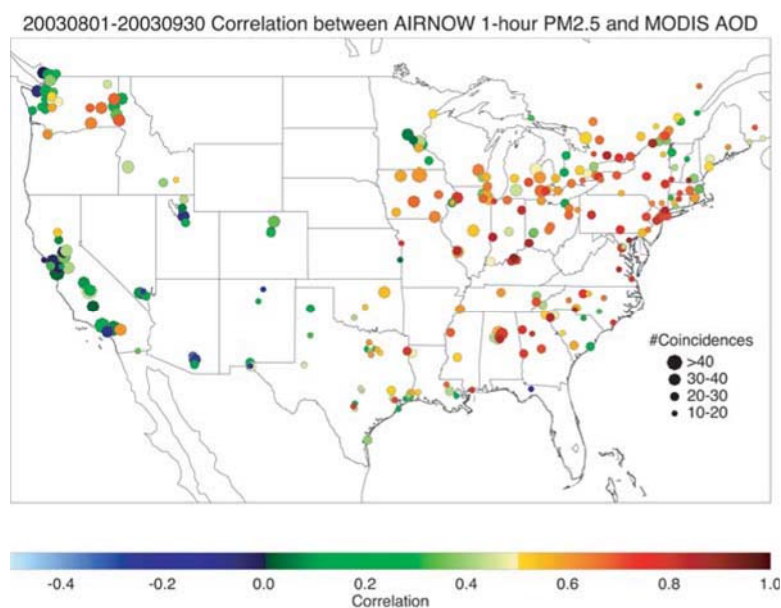 20030801-20030930 Correlation between AIRNOW 1-hour PM2.5 and MODIS AOD
#Coincidences
>40
30-40
20-30
10-20
-0.4 -0.2 0.0 0.2 0.4 0.6 0.8 1.0
Correlation